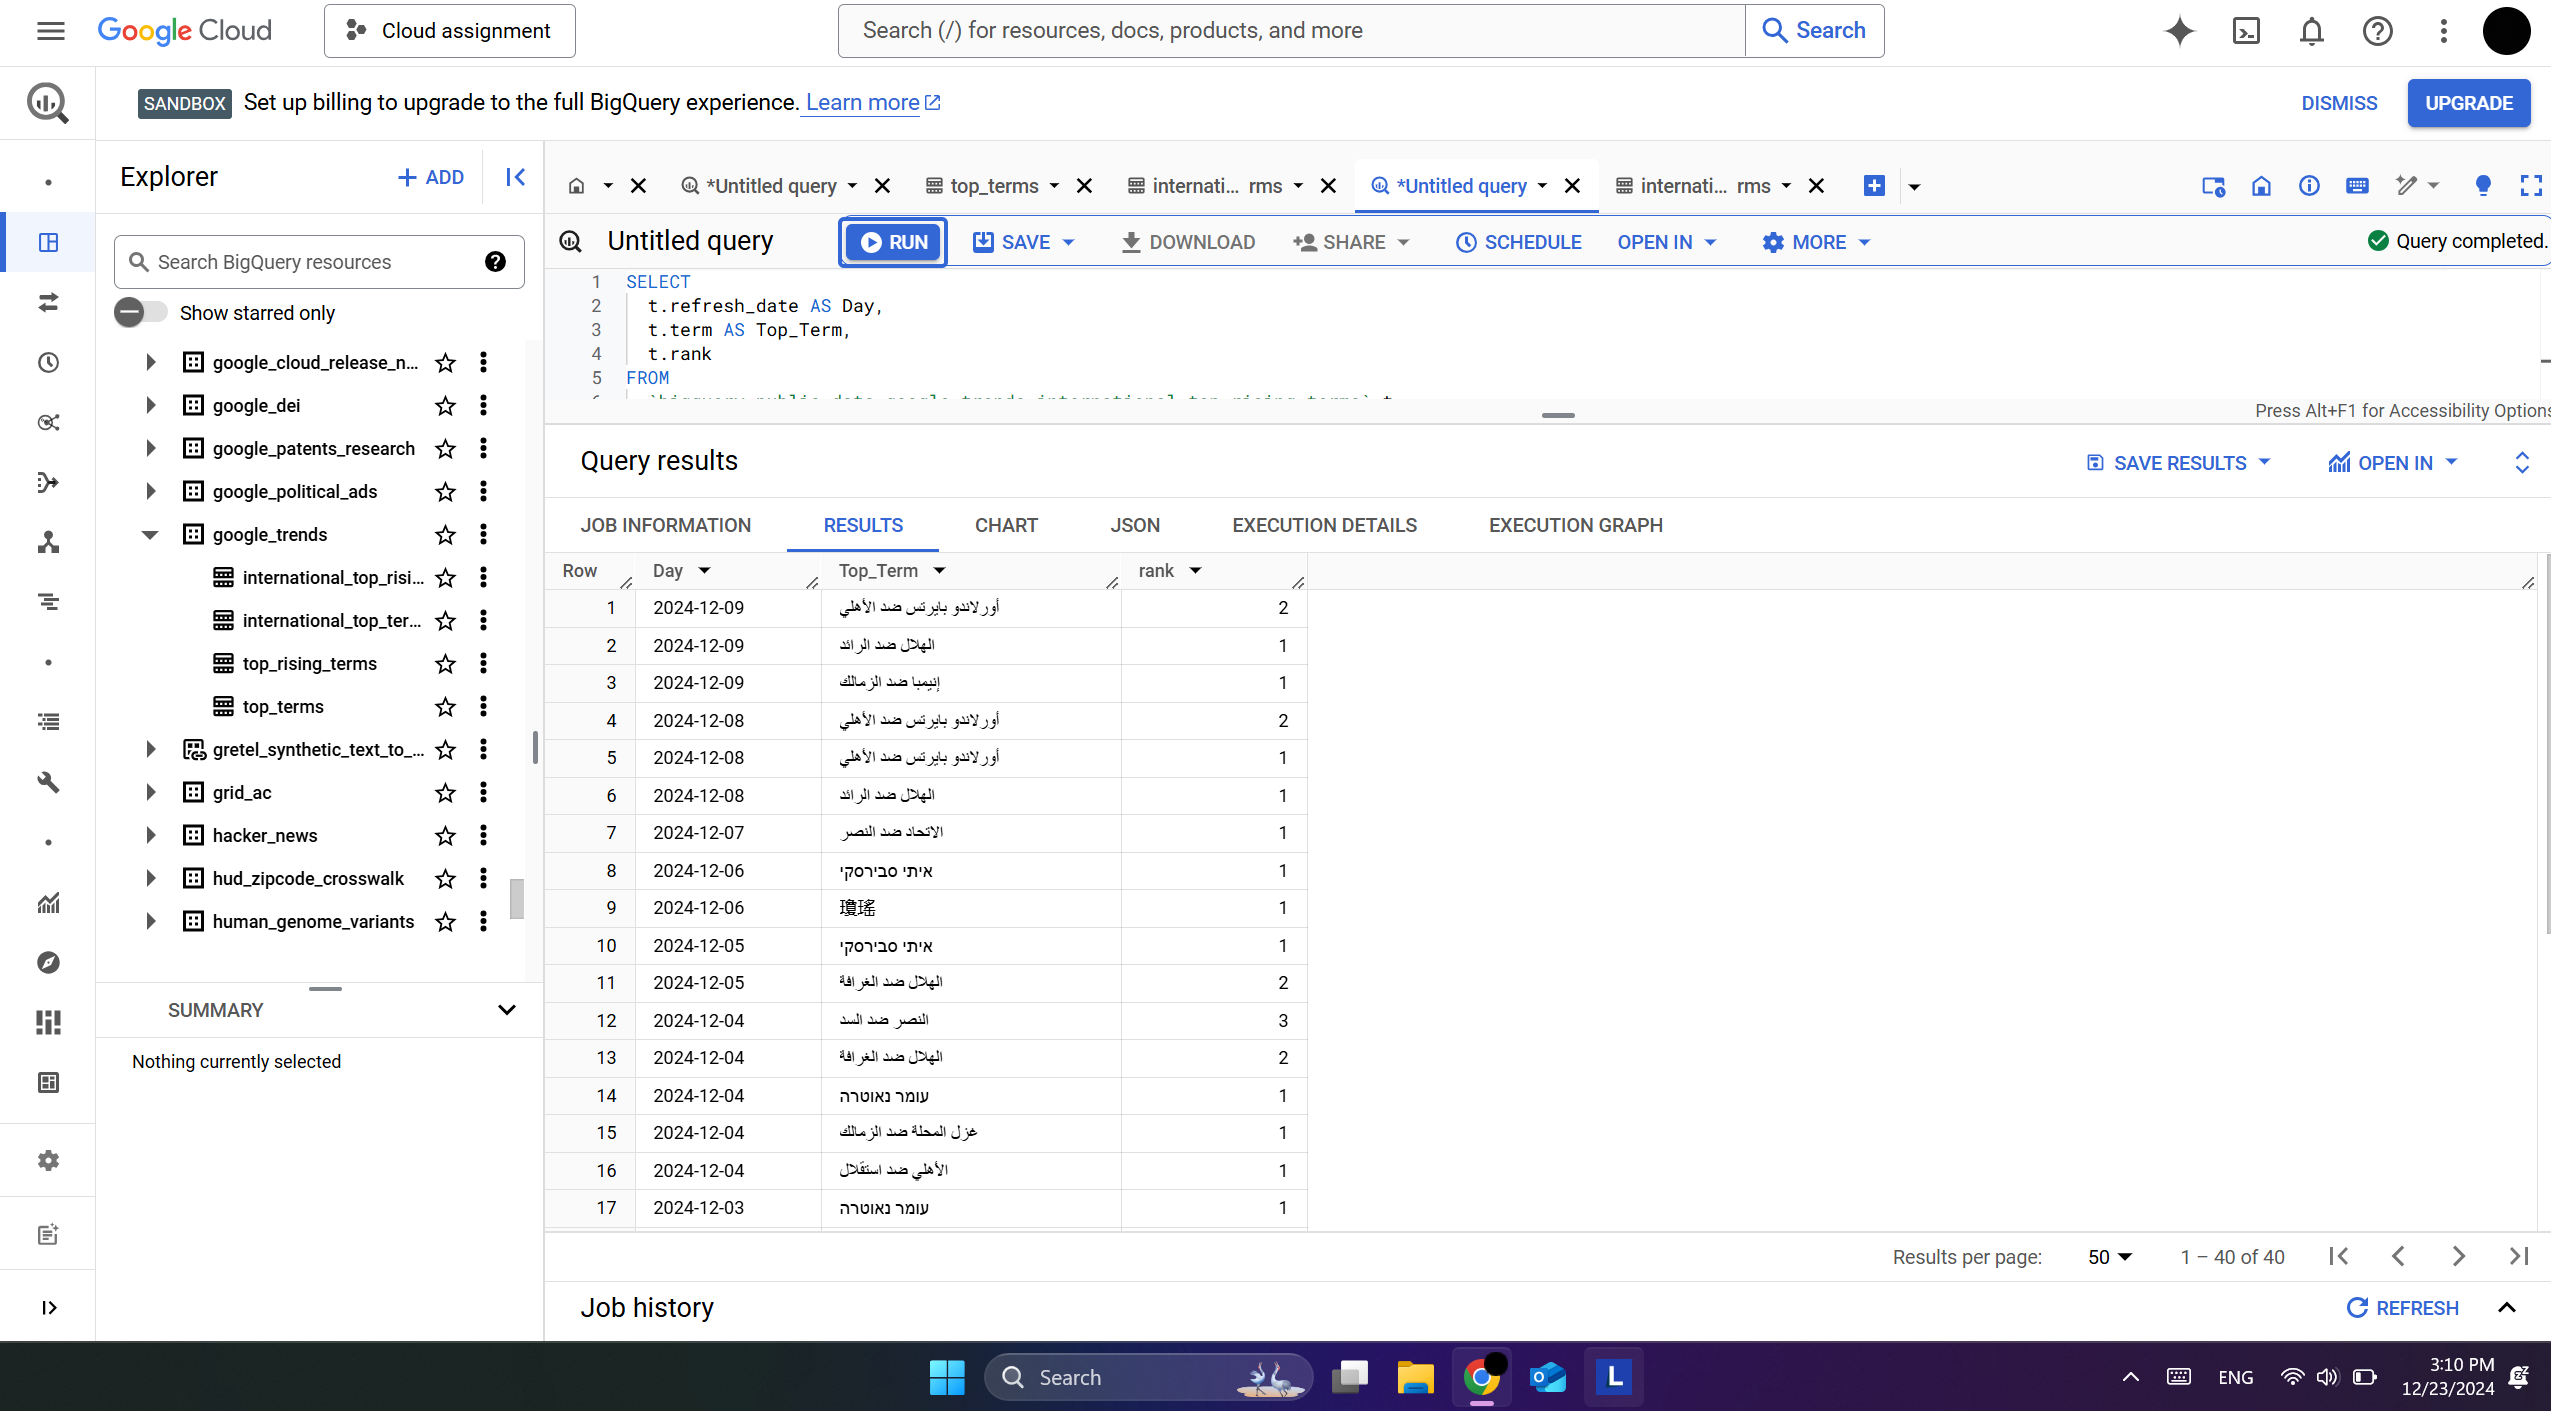 Google Cloud
Cloud assignment
Search (/) for resources, docs, products, and more
Search
SANDBOX Set up billing to upgrade to the full BigQuery experience. Learn more
DISMISS
UPGRADE
Explorer
ADD
Search BigQuery resources
Show starred only
google_cloud_release_n...
google_dei
google_patents_research
google_political_ads
google_trends
international_top_risi...
international_top_ter...
top_rising_terms
top_terms
gretel_synthetic_text_to_...
grid_ac
hacker_news
hud_zipcode_crosswalk
human_genome_variants
SUMMARY
Nothing currently selected
*Untitled query
top_terms
internati... rms
*Untitled query
internati... rms
Untitled query
RUN
SAVE
DOWNLOAD
SHARE
SCHEDULE
OPEN IN
MORE
Query completed.
1 SELECT
2 t.refresh_date AS Day,
3 t.term AS Top_Term,
4 t.rank
5 FROM
Press Alt+F1 for Accessibility Options
Query results
SAVE RESULTS
OPEN IN
JOB INFORMATION
RESULTS
CHART
JSON
EXECUTION DETAILS
EXECUTION GRAPH
Row Day Top_Term rank
1 2024-12-09 أورلاندو بايرتس ضد الأهلي 2
2 2024-12-09 الهلال ضد الرائد 1
3 2024-12-09 إنيمبا ضد الزمالك 1
4 2024-12-08 أورلاندو بايرتس ضد الأهلي 2
5 2024-12-08 أورلاندو بايرتس ضد الأهلي 1
6 2024-12-08 الهلال ضد الرائد 1
7 2024-12-07 الاتحاد ضد النصر 1
8 2024-12-06 איתי סבירסקי 1
9 2024-12-06 瓊瑤 1
10 2024-12-05 איתי סבירסקי 1
11 2024-12-05 الهلال ضد الغرافة 2
12 2024-12-04 النصر ضد السد 3
13 2024-12-04 الهلال ضد الغرافة 2
14 2024-12-04 עומר נאוטרה 1
15 2024-12-04 غزل المحلة ضد الزمالك 1
16 2024-12-04 الأهلي ضد استقلال 1
17 2024-12-03 עומר נאוטרה 1
Results per page: 50 1 – 40 of 40
Job history
REFRESH
Search
L
ENG
3:10 PM
12/23/2024